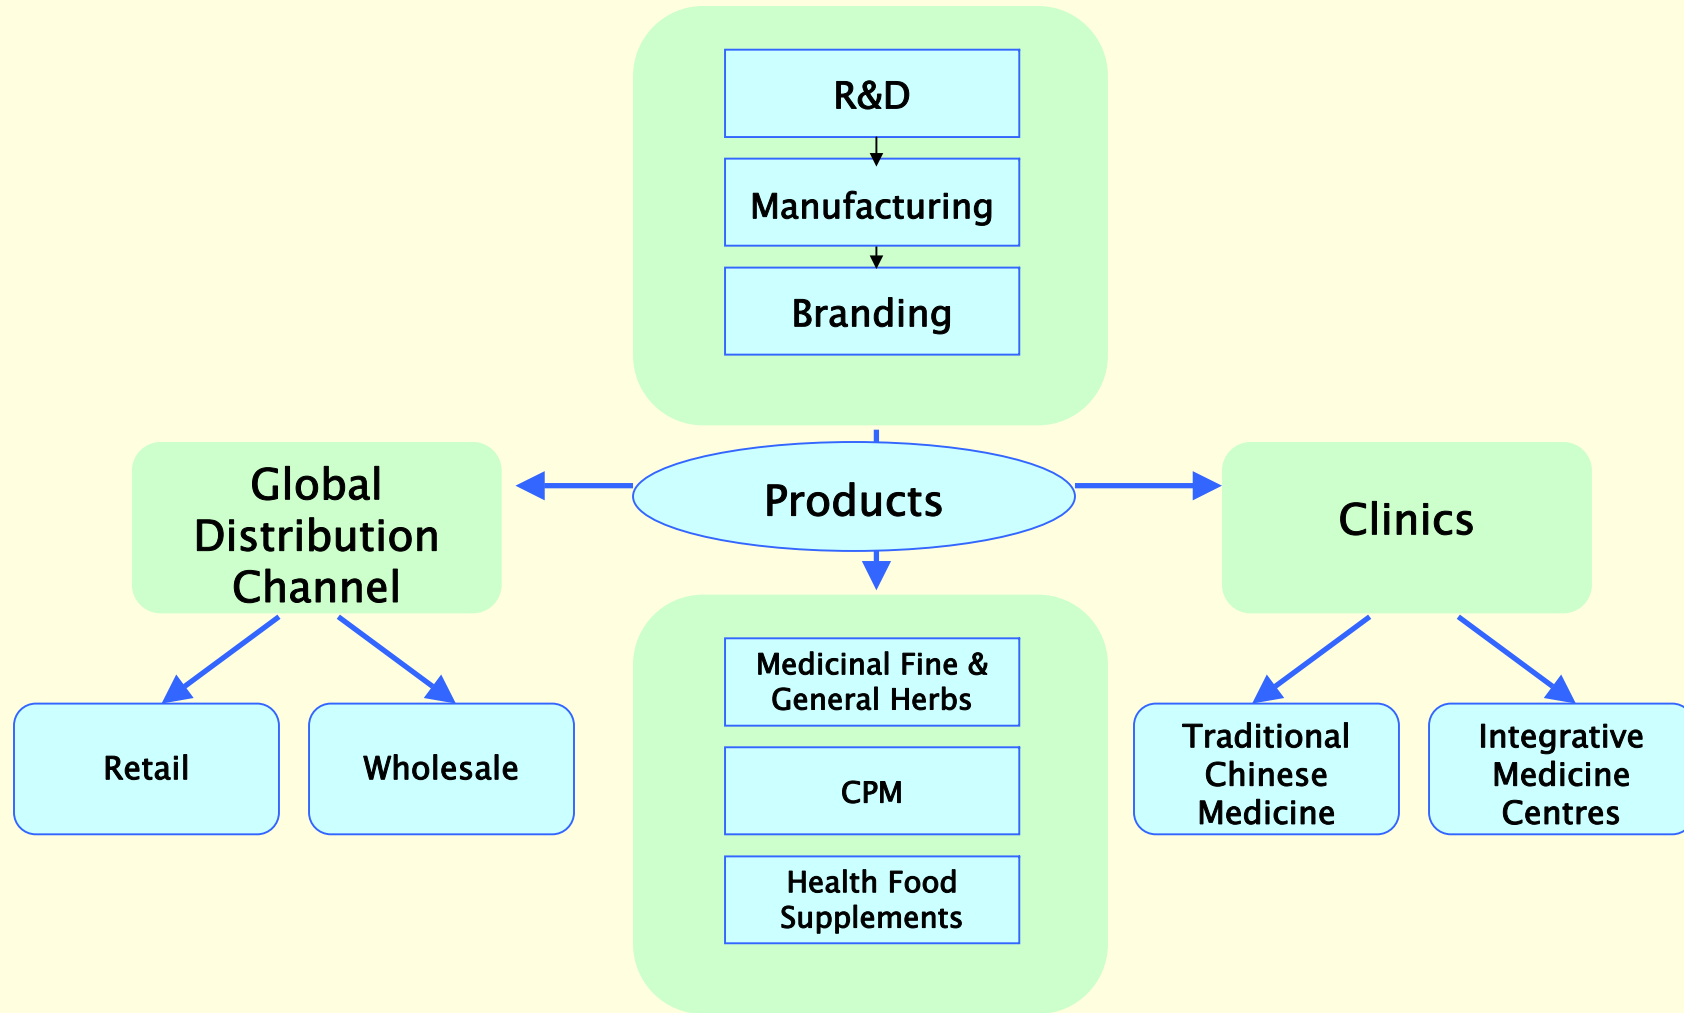 R&D
Manufacturing
Branding
Products
Global
Distribution
Channel
Clinics
Retail
Wholesale
Medicinal Fine &
General Herbs
CPM
Health Food
Supplements
Traditional
Chinese
Medicine
Integrative
Medicine
Centres